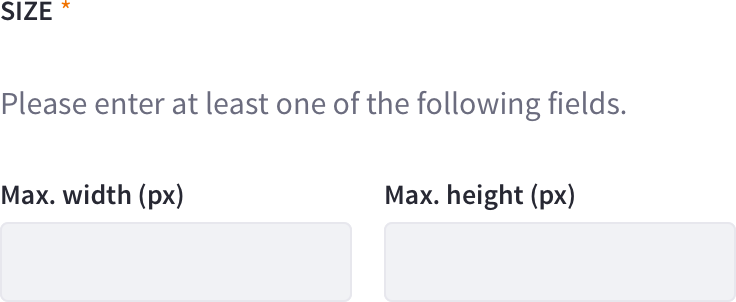 SIZE *
Please enter at least one of the following fields.
Max. width (px) Max. height (px)